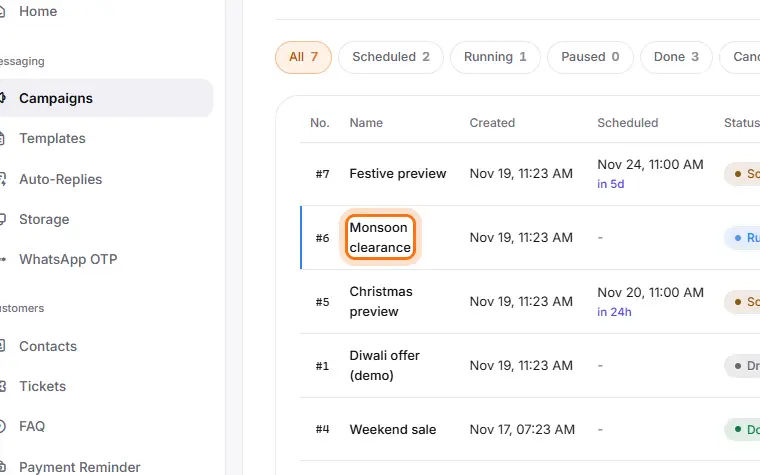 Home
Campaigns
Templates
Auto-Replies
Storage
WhatsApp OTP
Contacts
Tickets
FAQ
Payment Reminder
All 7
Scheduled 2
Running 1
Paused 0
Done 3
No. Name Created Scheduled Status
#7 Festive preview Nov 19, 11:23 AM Nov 24, 11:00 AM
in 5d
#6 Monsoon
clearance Nov 19, 11:23 AM -
#5 Christmas
preview Nov 19, 11:23 AM Nov 20, 11:00 AM
in 24h
#1 Diwali offer
(demo) Nov 19, 11:23 AM -
#4 Weekend sale Nov 17, 07:23 AM -